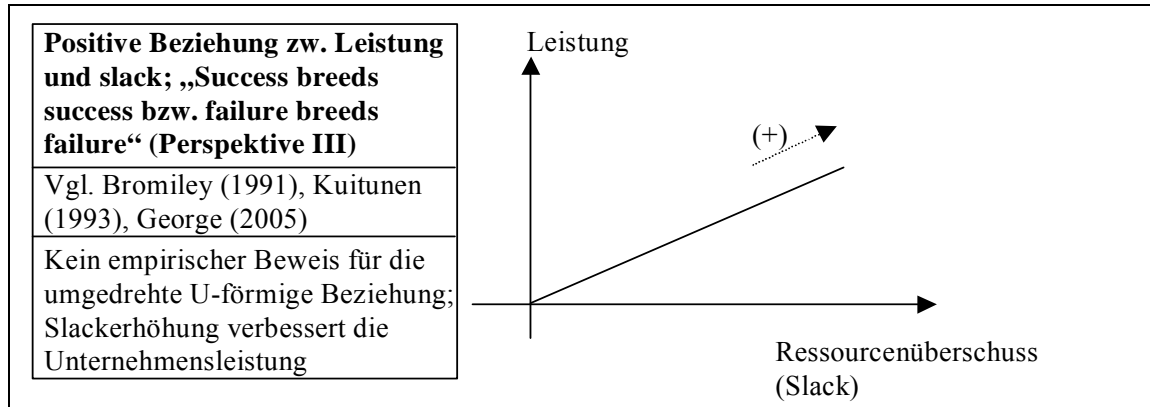 Positive Beziehung zw. Leistung
und slack; „Success breeds
success bzw. failure breeds
failure“ (Perspektive III)
Vgl. Bromiley (1991), Kuitunen
(1993), George (2005)
Kein empirischer Beweis für die
umgedrehte U-förmige Beziehung;
Slackerhöhung verbessert die
Unternehmensleistung
Leistung
(+)
Ressourcenüberschuss
(Slack)